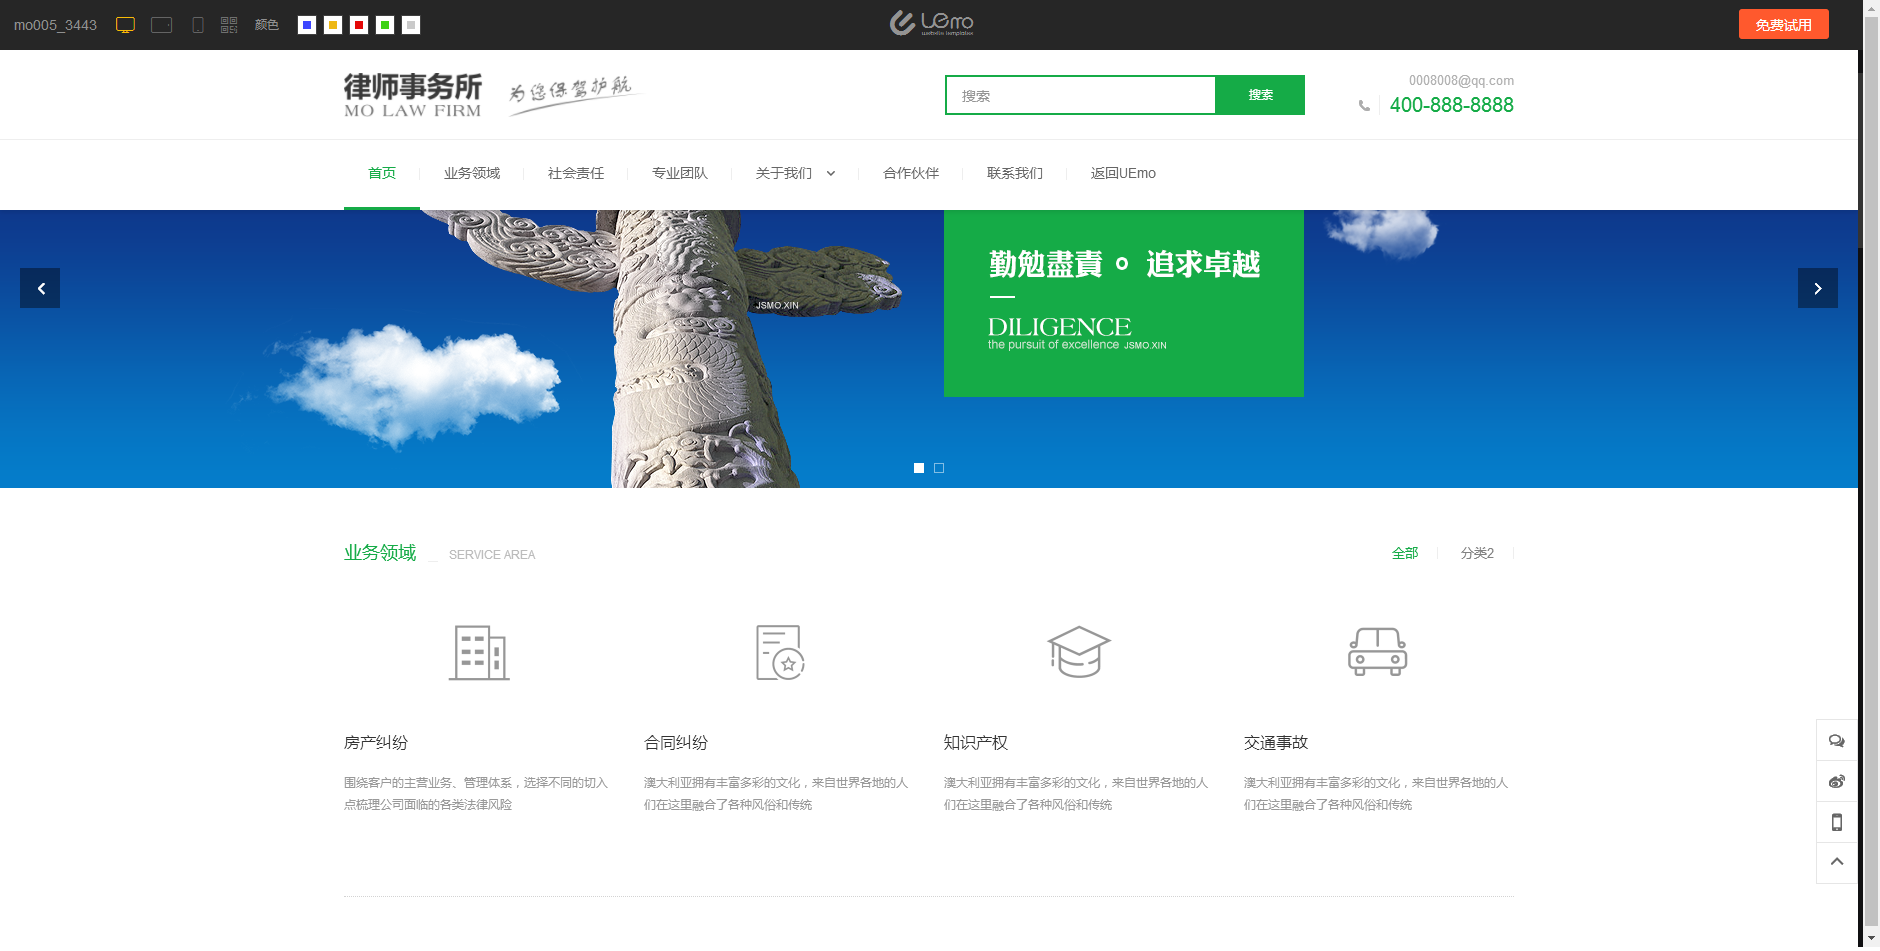 mo005_3443
颜色
uemo
website templates
免费试用
律师事务所
MO LAW FIRM
为您保驾护航
搜索
搜索
0008008@qq.com
400-888-8888
首页
业务领域
社会责任
专业团队
关于我们
合作伙伴
联系我们
返回UEmo
JSMO.XIN
勤勉盡責。追求卓越
DILIGENCE
the pursuit of excellence JSMO.XIN
业务领域 _ SERVICE AREA
全部
分类2
房产纠纷
围绕客户的主营业务、管理体系，选择不同的切入
点梳理公司面临的各类法律风险
合同纠纷
澳大利亚拥有丰富多彩的文化，来自世界各地的人
们在这里融合了各种风俗和传统
知识产权
澳大利亚拥有丰富多彩的文化，来自世界各地的人
们在这里融合了各种风俗和传统
交通事故
澳大利亚拥有丰富多彩的文化，来自世界各地的人
们在这里融合了各种风俗和传统